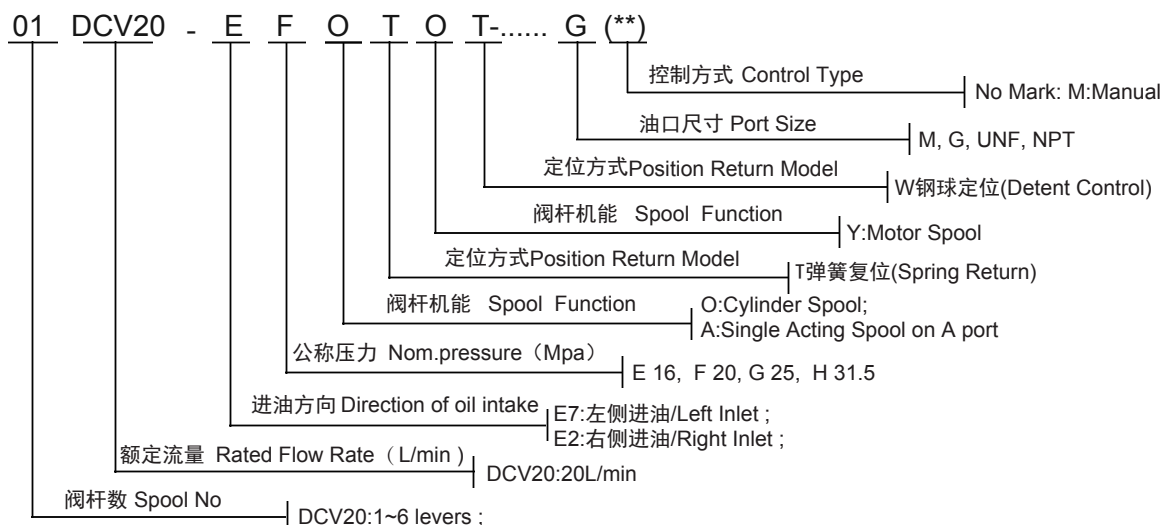 01 DCV20 - E F O T O T-...... G (**)
控制方式 Control Type
No Mark: M:Manual
油口尺寸 Port Size
M, G, UNF, NPT
定位方式Position Return Model
W钢球定位(Detent Control)
阀杆机能 Spool Function
Y:Motor Spool
定位方式Position Return Model
T弹簧复位(Spring Return)
阀杆机能 Spool Function
O:Cylinder Spool;
A:Single Acting Spool on A port
公称压力 Nom.pressure（Mpa）
E 16, F 20, G 25, H 31.5
进油方向 Direction of oil intake
E7:左侧进油/Left Inlet ;
E2:右侧进油/Right Inlet ;
额定流量 Rated Flow Rate（L/min )
DCV20:20L/min
阀杆数 Spool No
DCV20:1~6 levers ;